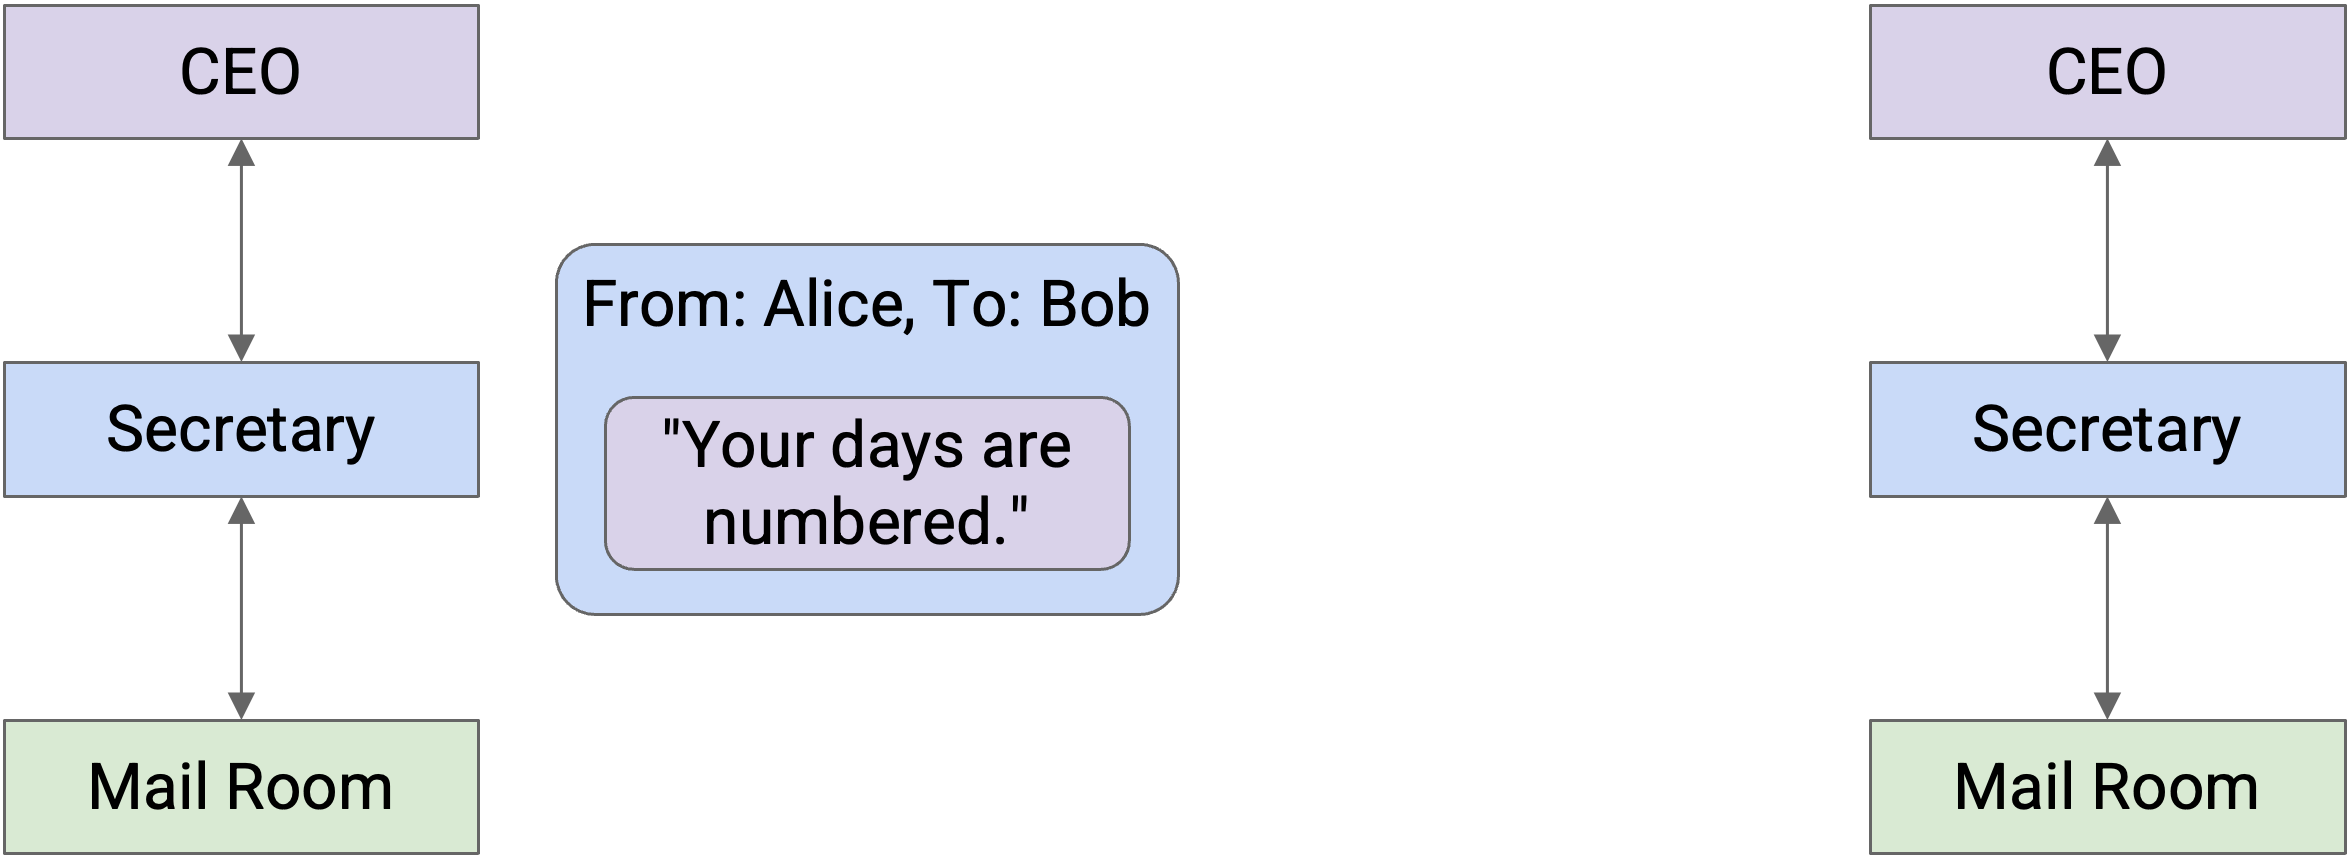 CEO
CEO
From: Alice, To: Bob
Secretary
"Your days are
numbered."
Secretary
Mail Room
Mail Room